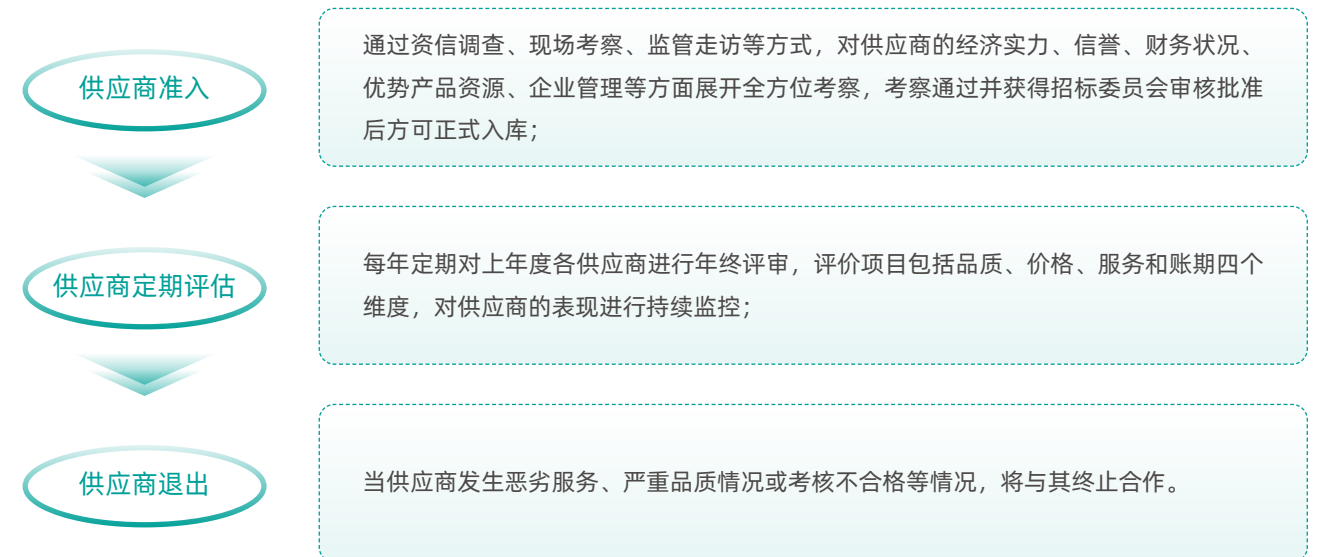 供应商准入
通过资信调查、现场考察、监管走访等方式，对供应商的经济实力、信誉、财务状况、
优势产品资源、企业管理等方面展开全方位考察，考察通过并获得招标委员会审核批准
后方可正式入库；
供应商定期评估
每年定期对上年度各供应商进行年终评审，评价项目包括品质、价格、服务和账期四个
维度，对供应商的表现进行持续监控；
供应商退出
当供应商发生恶劣服务、严重品质情况或考核不合格等情况，将与其终止合作。